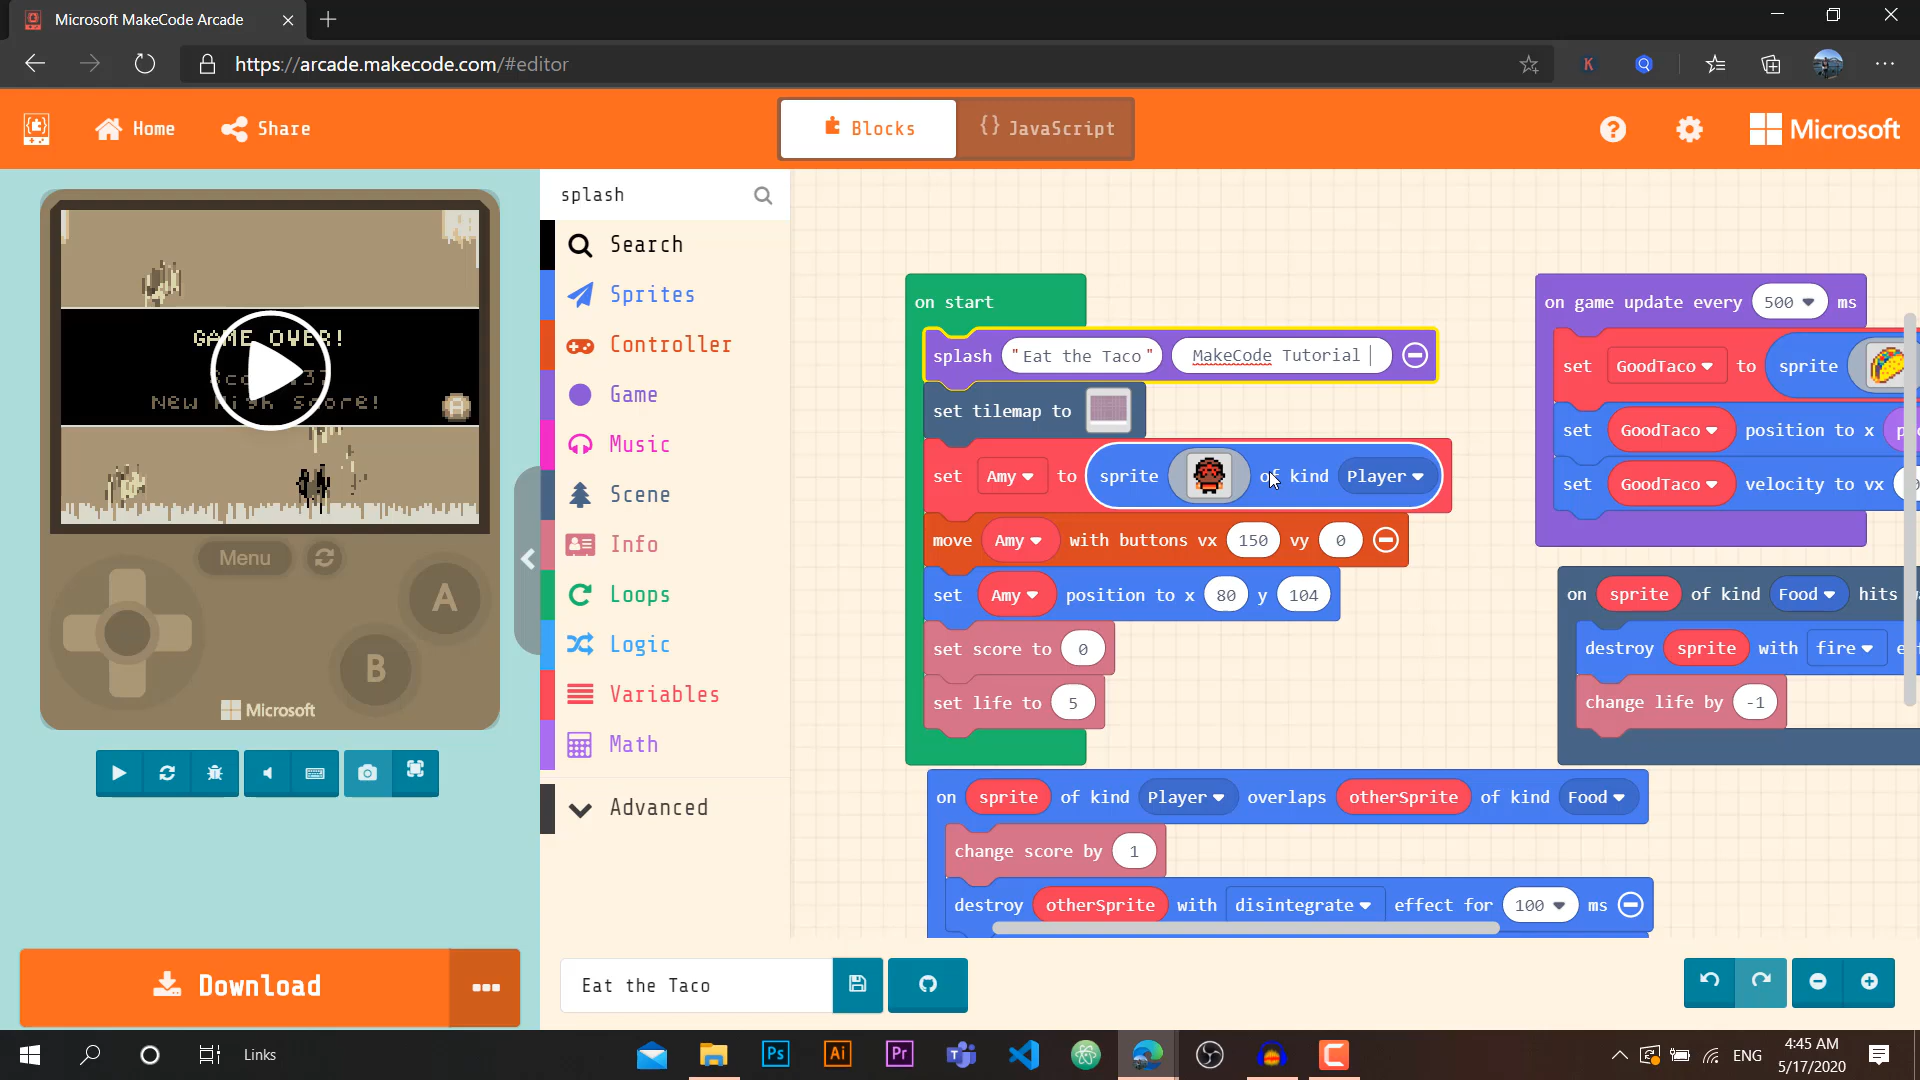 Microsoft MakeCode Arcade
https://arcade.makecode.com/#editor
K
Home
Share
Blocks
{} JavaScript
?
Microsoft
GAME OVER!
New High Score!
A
Menu
A
B
Microsoft
Download
splash
Search
Sprites
Controller
Game
Music
Scene
Info
Loops
Logic
Variables
Math
Advanced
on start
splash "Eat the Taco" MakeCode Tutorial
set tilemap to
set Amy to sprite of kind Player
move Amy with buttons vx 150 vy 0
set Amy position to x 80 y 104
set score to 0
set life to 5
on sprite of kind Player overlaps otherSprite of kind Food
change score by 1
destroy otherSprite with disintegrate effect for 100 ms
on game update every 500 ms
set GoodTaco to sprite
set GoodTaco position to x
set GoodTaco velocity to vx
on sprite of kind Food hits
destroy sprite with fire
change life by -1
Eat the Taco
Links
Ps
Ai
Pr
ENG
4:45 AM
5/17/2020